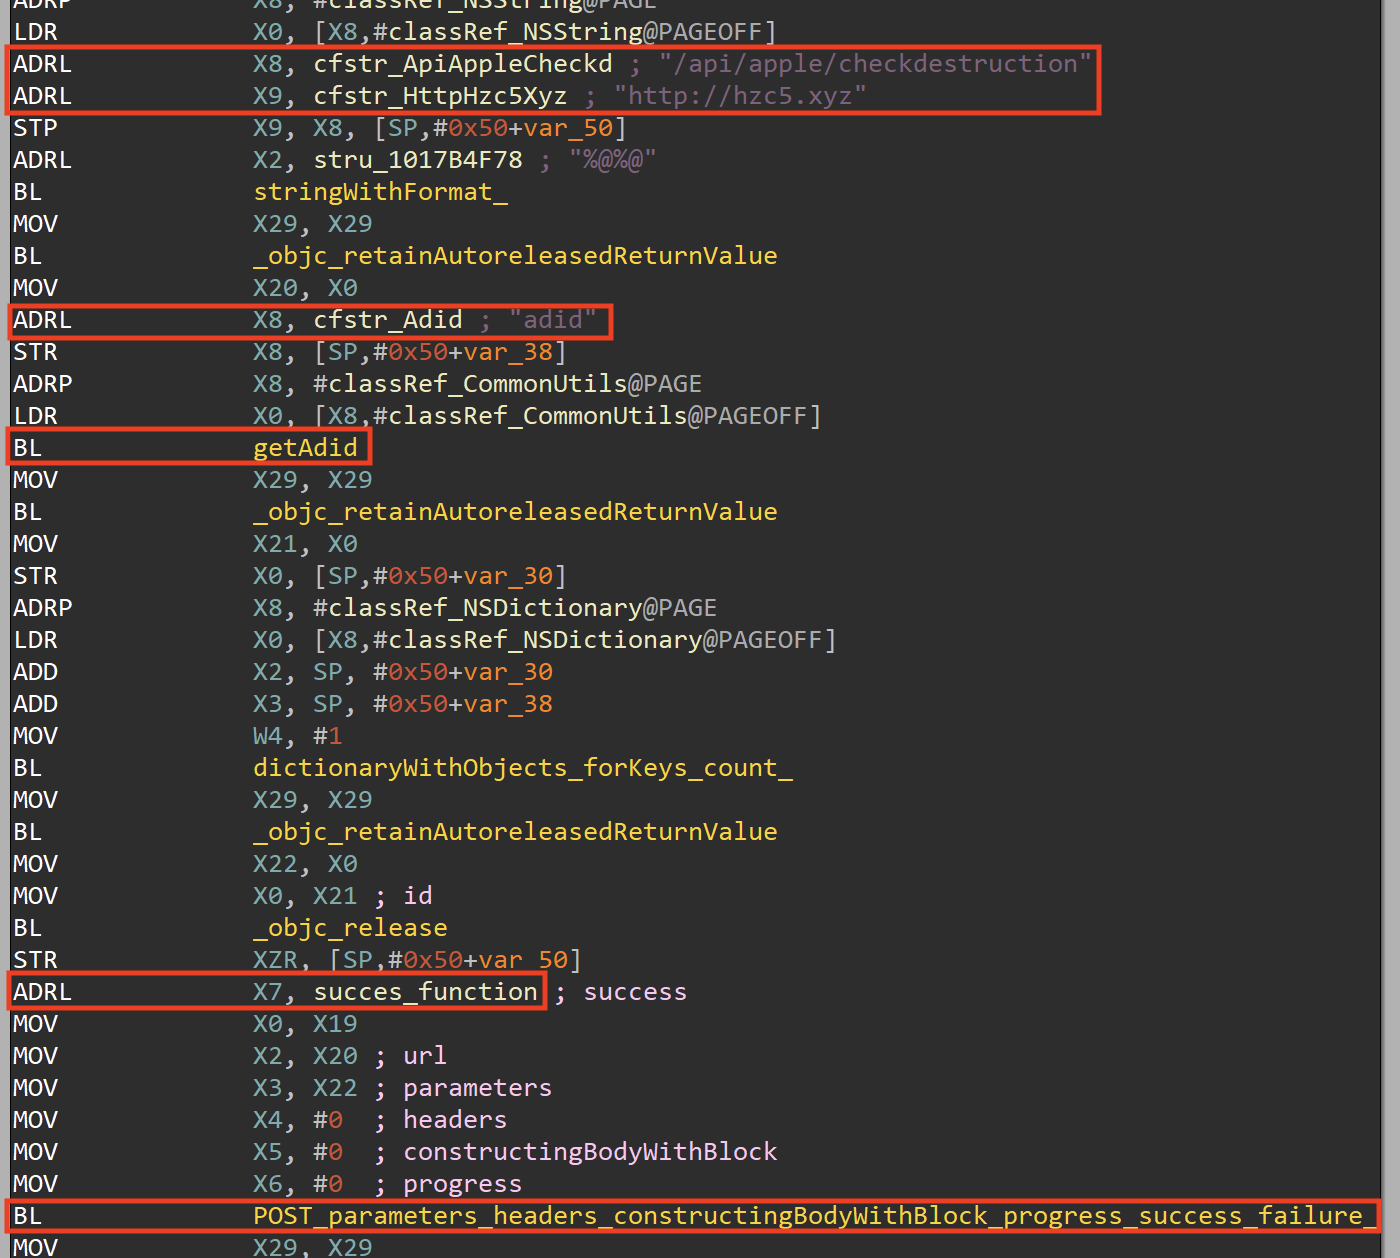 ADRP X8, #classRef_NSString@PAGE
LDR X0, [X8,#classRef_NSString@PAGEOFF]
ADRL X8, cfstr_ApiAppleCheckd ; "/api/apple/checkdestruction"
ADRL X9, cfstr_HttpHzc5Xyz ; "http://hzc5.xyz"
STP X9, X8, [SP,#0x50+var_50]
ADRL X2, stru_1017B4F78 ; "%@%@"
BL stringWithFormat_
MOV X29, X29
BL _objc_retainAutoreleasedReturnValue
MOV X20, X0
ADRL X8, cfstr_Adid ; "adid"
STR X8, [SP,#0x50+var_38]
ADRP X8, #classRef_CommonUtils@PAGE
LDR X0, [X8,#classRef_CommonUtils@PAGEOFF]
BL getAdid
MOV X29, X29
BL _objc_retainAutoreleasedReturnValue
MOV X21, X0
STR X0, [SP,#0x50+var_30]
ADRP X8, #classRef_NSDictionary@PAGE
LDR X0, [X8,#classRef_NSDictionary@PAGEOFF]
ADD X2, SP, #0x50+var_30
ADD X3, SP, #0x50+var_38
MOV W4, #1
BL dictionaryWithObjects_forKeys_count_
MOV X29, X29
BL _objc_retainAutoreleasedReturnValue
MOV X22, X0
MOV X0, X21 ; id
BL _objc_release
STR XZR, [SP,#0x50+var_50]
ADRL X7, succes_function ; success
MOV X0, X19
MOV X2, X20 ; url
MOV X3, X22 ; parameters
MOV X4, #0 ; headers
MOV X5, #0 ; constructingBodyWithBlock
MOV X6, #0 ; progress
BL POST_parameters_headers_constructingBodyWithBlock_progress_success_failure_
MOV X29, X29